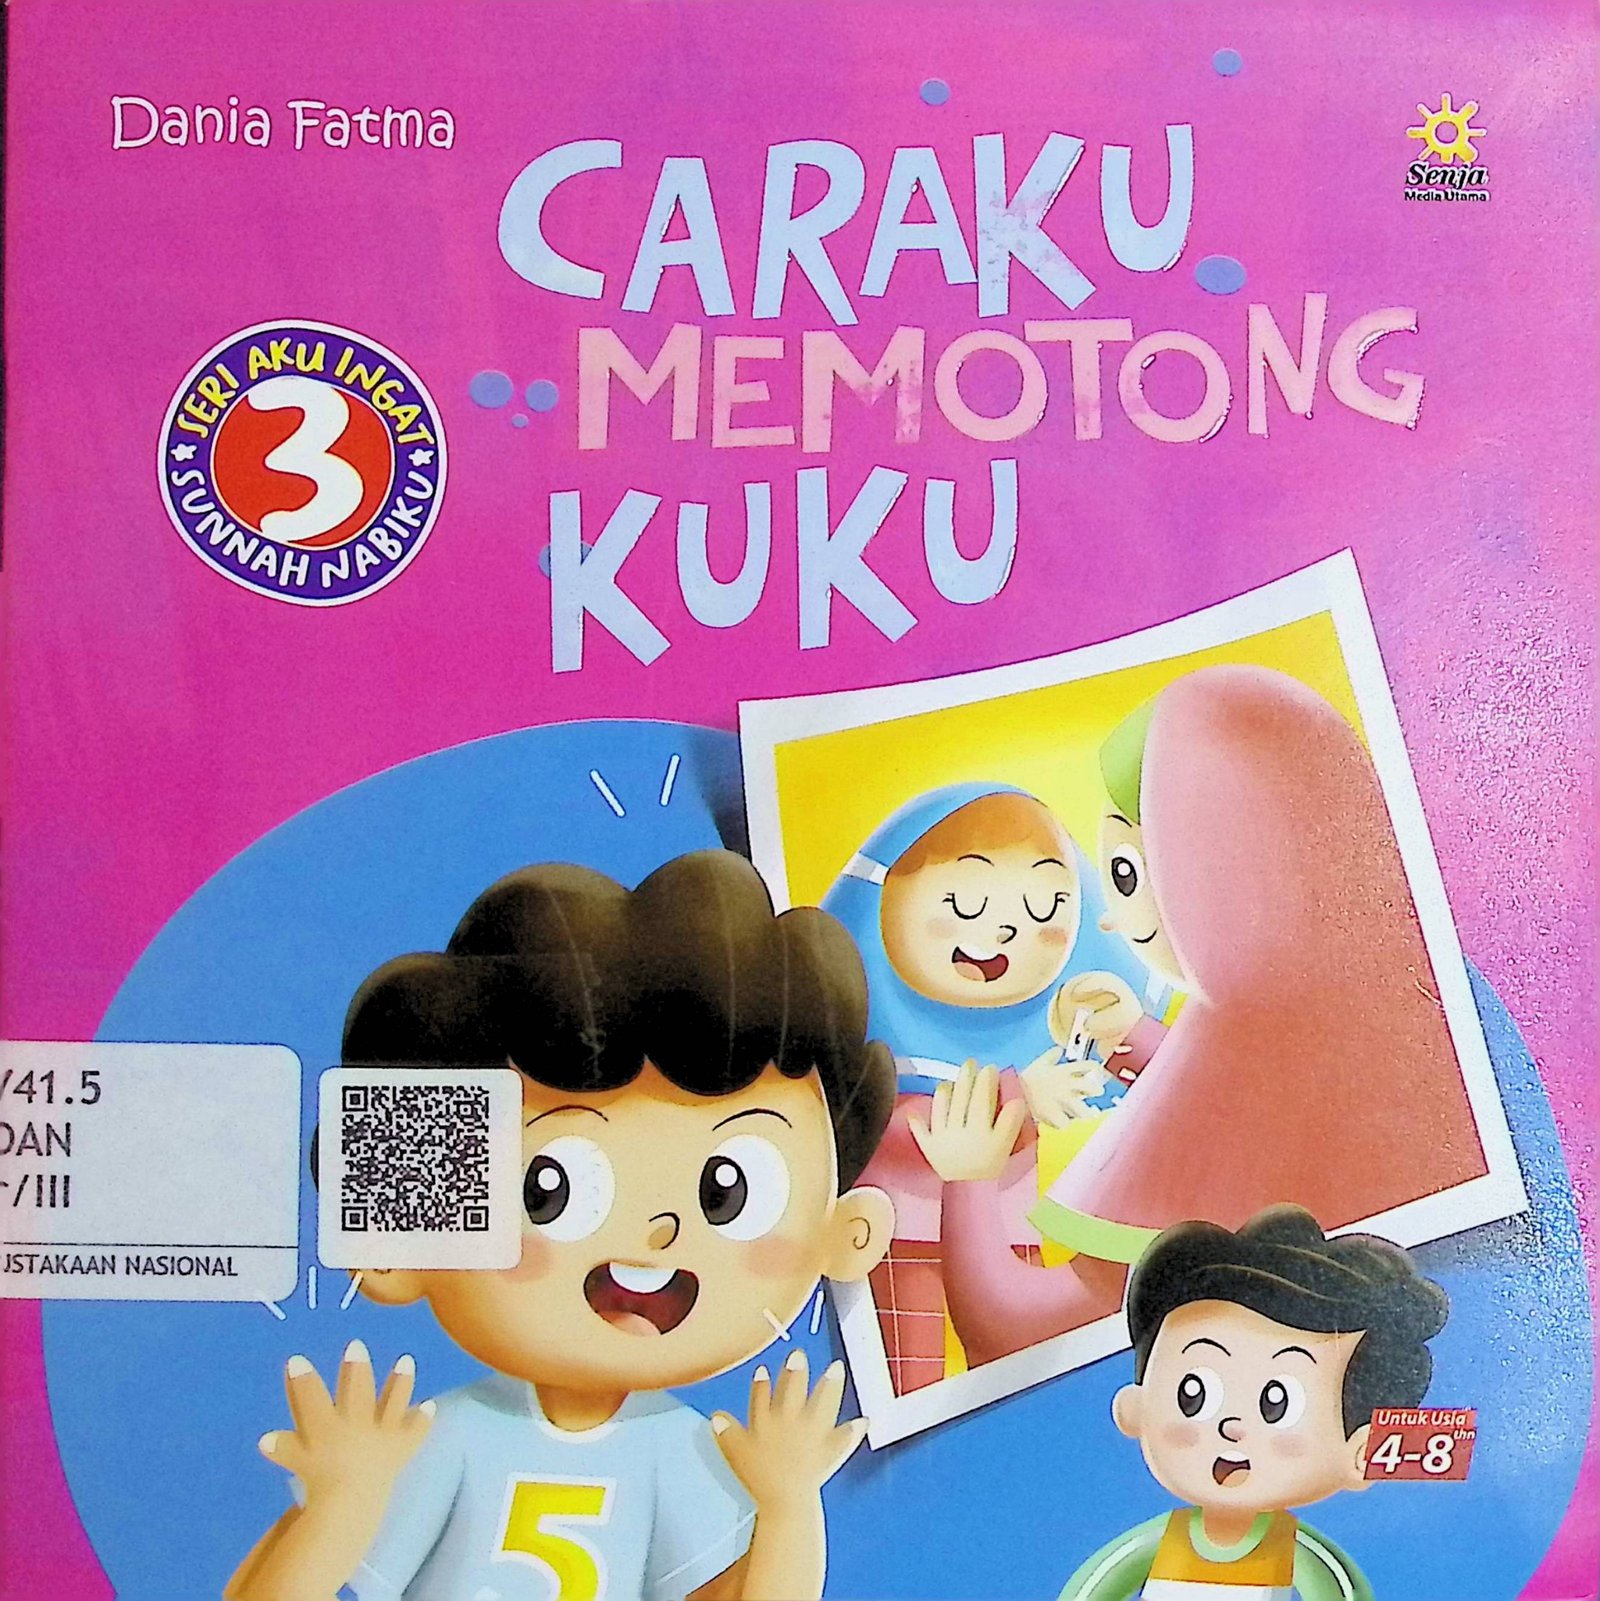 Dania Fatma
CARAKU
MEMOTONG
KUKU
Senja
Media Utama
SERI AKU INGAT
3
SUNNAH NABIKU
/41.5
DAN
r/III
USTAKAAN NASIONAL
5
Untuk Usia
4-8 thn